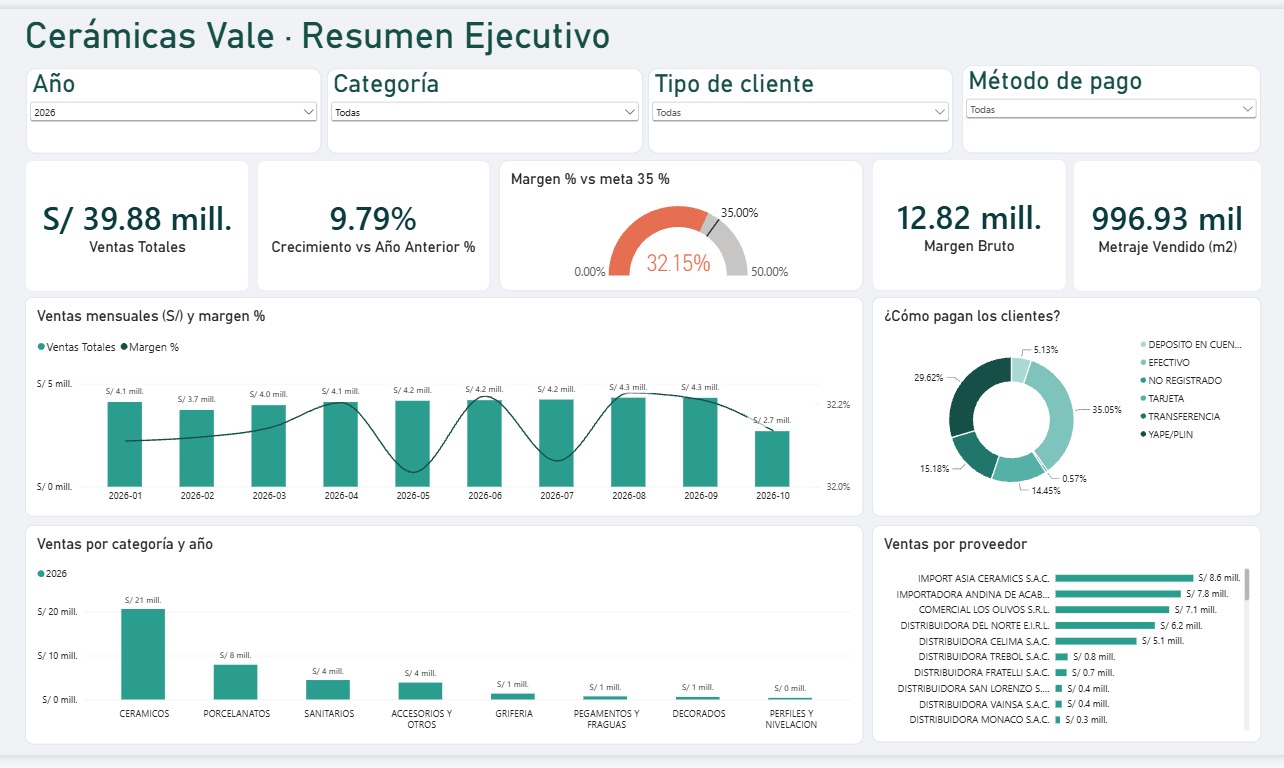 Cerámicas Vale · Resumen Ejecutivo
Año
2026
Categoría
Todas
Tipo de cliente
Todas
Método de pago
Todas
S/ 39.88 mill.
Ventas Totales
9.79%
Crecimiento vs Año Anterior %
Margen % vs meta 35 %
35.00%
0.00%
32.15%
50.00%
12.82 mill.
Margen Bruto
996.93 mil
Metraje Vendido (m2)
Ventas mensuales (S/) y margen %
Ventas Totales Margen %
S/ 5 mill.
S/ 0 mill.
S/ 4.1 mill. S/ 3.7 mill. S/ 4.0 mill. S/ 4.1 mill. S/ 4.2 mill. S/ 4.2 mill. S/ 4.2 mill. S/ 4.3 mill. S/ 4.3 mill. S/ 2.7 mill.
32.2%
32.0%
2026-01 2026-02 2026-03 2026-04 2026-05 2026-06 2026-07 2026-08 2026-09 2026-10
¿Cómo pagan los clientes?
5.13%
29.62%
35.05%
15.18%
0.57%
14.45%
DEPOSITO EN CUEN...
EFECTIVO
NO REGISTRADO
TARJETA
TRANSFERENCIA
YAPE/PLIN
Ventas por categoría y año
2026
S/ 20 mill.
S/ 10 mill.
S/ 0 mill.
S/ 21 mill. S/ 8 mill. S/ 4 mill. S/ 4 mill. S/ 1 mill. S/ 1 mill. S/ 1 mill. S/ 0 mill.
CERAMICOS
PORCELANATOS
SANITARIOS
ACCESORIOS Y
OTROS
GRIFERIA
PEGAMENTOS Y
FRAGUAS
DECORADOS
PERFILES Y
NIVELACION
Ventas por proveedor
IMPORT ASIA CERAMICS S.A.C. S/ 8.6 mill.
IMPORTADORA ANDINA DE ACAB... S/ 7.8 mill.
COMERCIAL LOS OLIVOS S.R.L. S/ 7.1 mill.
DISTRIBUIDORA DEL NORTE E.I.R.L. S/ 6.2 mill.
DISTRIBUIDORA CELIMA S.A.C. S/ 5.1 mill.
DISTRIBUIDORA TREBOL S.A.C. S/ 0.8 mill.
DISTRIBUIDORA FRATELLI S.A.C. S/ 0.7 mill.
DISTRIBUIDORA SAN LORENZO S.... S/ 0.4 mill.
DISTRIBUIDORA VAINSA S.A.C. S/ 0.4 mill.
DISTRIBUIDORA MONACO S.A.C. S/ 0.3 mill.